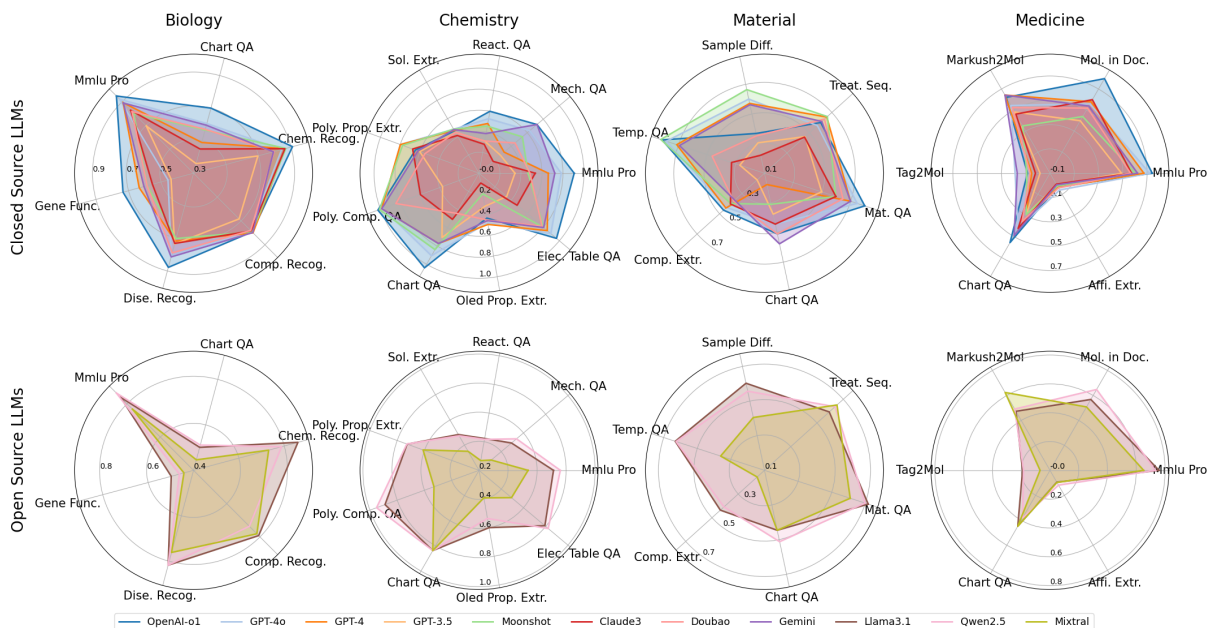 Biology
Chemistry
Material
Medicine
Closed Source LLMs
Chart QA
Mmlu Pro
Chem. Recog.
Gene Func.
Comp. Recog.
Dise. Recog.
0.9
0.7
0.5
0.3
React. QA
Sol. Extr.
Mech. QA
Poly. Prop. Extr.
Mmlu Pro
Poly. Comp. QA
Elec. Table QA
Chart QA
Oled Prop. Extr.
-0.0
0.2
0.4
0.6
0.8
1.0
Sample Diff.
Treat. Seq.
Temp. QA
Mat. QA
Comp. Extr.
Chart QA
0.1
0.3
0.5
0.7
Markush2Mol
Mol. in Doc.
Tag2Mol
Mmlu Pro
Chart QA
Affi. Extr.
-0.1
0.1
0.3
0.5
0.7
Open Source LLMs
Chart QA
Mmlu Pro
Chem. Recog.
Gene Func.
Comp. Recog.
Dise. Recog.
0.8
0.6
0.4
React. QA
Sol. Extr.
Mech. QA
Poly. Prop. Extr.
Mmlu Pro
Poly. Comp. QA
Elec. Table QA
Chart QA
Oled Prop. Extr.
0.2
0.4
0.6
0.8
1.0
Sample Diff.
Treat. Seq.
Temp. QA
Mat. QA
Comp. Extr.
Chart QA
0.1
0.3
0.5
0.7
Markush2Mol
Mol. in Doc.
Tag2Mol
Mmlu Pro
Chart QA
Affi. Extr.
-0.0
0.2
0.4
0.6
0.8
OpenAI-o1 GPT-4o GPT-4 GPT-3.5 Moonshot Claude3 Doubao Gemini Llama3.1 Qwen2.5 Mixtral